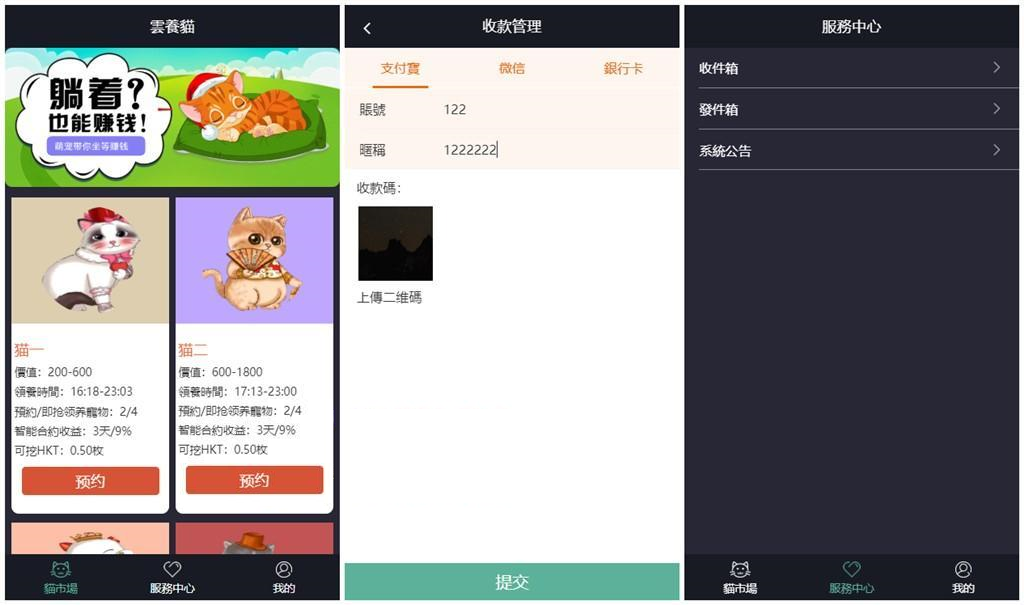 雲養貓
躺着?
也能赚钱!
萌宠带你坐等赚钱
猫一
價值：200-600
領養時間：16:18-23:03
預約/即抢领养寵物：2/4
智能合約收益：3天/9%
可挖HKT：0.50枚
预约
猫二
價值：600-1800
領養時間：17:13-23:00
預約/即抢领养寵物：2/4
智能合約收益：3天/9%
可挖HKT：0.50枚
预约
貓市場
服務中心
我的
收款管理
支付寶
微信
銀行卡
賬號 122
暱稱 1222222
收款碼：
上傳二维碼
提交
服務中心
收件箱
發件箱
系統公告
貓市場
服務中心
我的